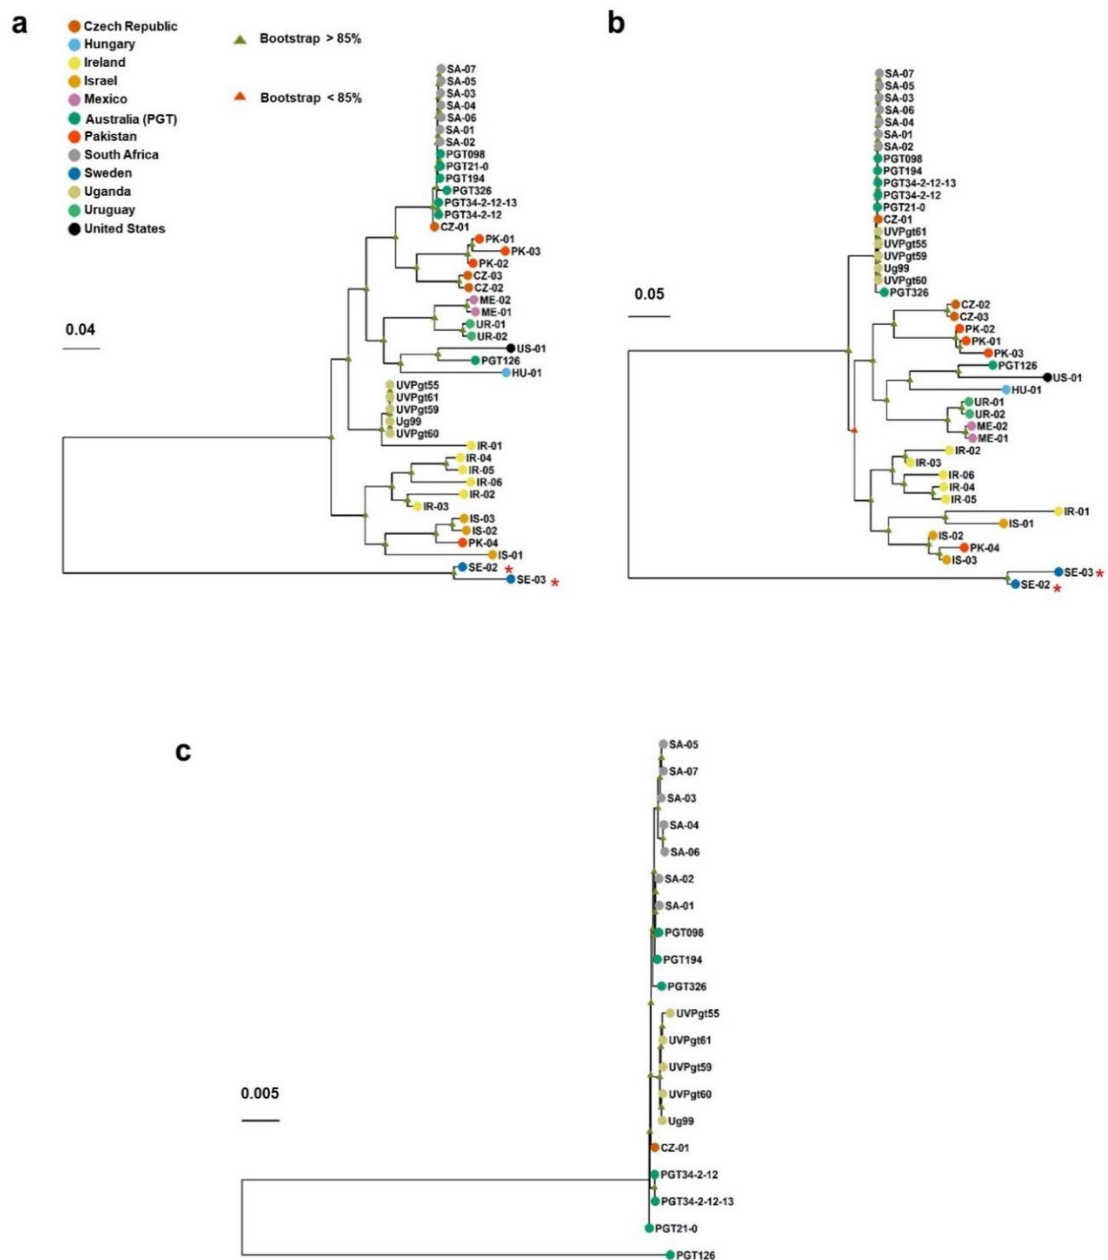 a
Czech Republic
Hungary
Ireland
Israel
Mexico
Australia (PGT)
Pakistan
South Africa
Sweden
Uganda
Uruguay
United States
Bootstrap > 85%
Bootstrap < 85%
0.04
SA-07
SA-05
SA-03
SA-04
SA-06
SA-01
SA-02
PGT098
PGT21-0
PGT194
PGT326
PGT34-2-12-13
PGT34-2-12
CZ-01
PK-01
PK-03
PK-02
CZ-03
CZ-02
ME-02
ME-01
UR-01
UR-02
US-01
PGT126
HU-01
UVPgt55
UVPgt61
UVPgt59
Ug99
UVPgt60
IR-01
IR-04
IR-05
IR-06
IR-02
IR-03
IS-03
IS-02
PK-04
IS-01
SE-02 *
SE-03 *
b
0.05
SA-07
SA-05
SA-03
SA-06
SA-04
SA-01
SA-02
PGT098
PGT194
PGT34-2-12-13
PGT34-2-12
PGT21-0
CZ-01
UVPgt61
UVPgt55
UVPgt59
Ug99
UVPgt60
PGT326
CZ-02
CZ-03
PK-02
PK-01
PK-03
PGT126
US-01
HU-01
UR-01
UR-02
ME-02
ME-01
IR-02
IR-03
IR-06
IR-04
IR-05
IR-01
IS-01
IS-02
PK-04
IS-03
SE-03 *
SE-02 *
c
0.005
SA-05
SA-07
SA-03
SA-04
SA-06
SA-02
SA-01
PGT098
PGT194
PGT326
UVPgt55
UVPgt61
UVPgt59
UVPgt60
Ug99
CZ-01
PGT34-2-12
PGT34-2-12-13
PGT21-0
PGT126